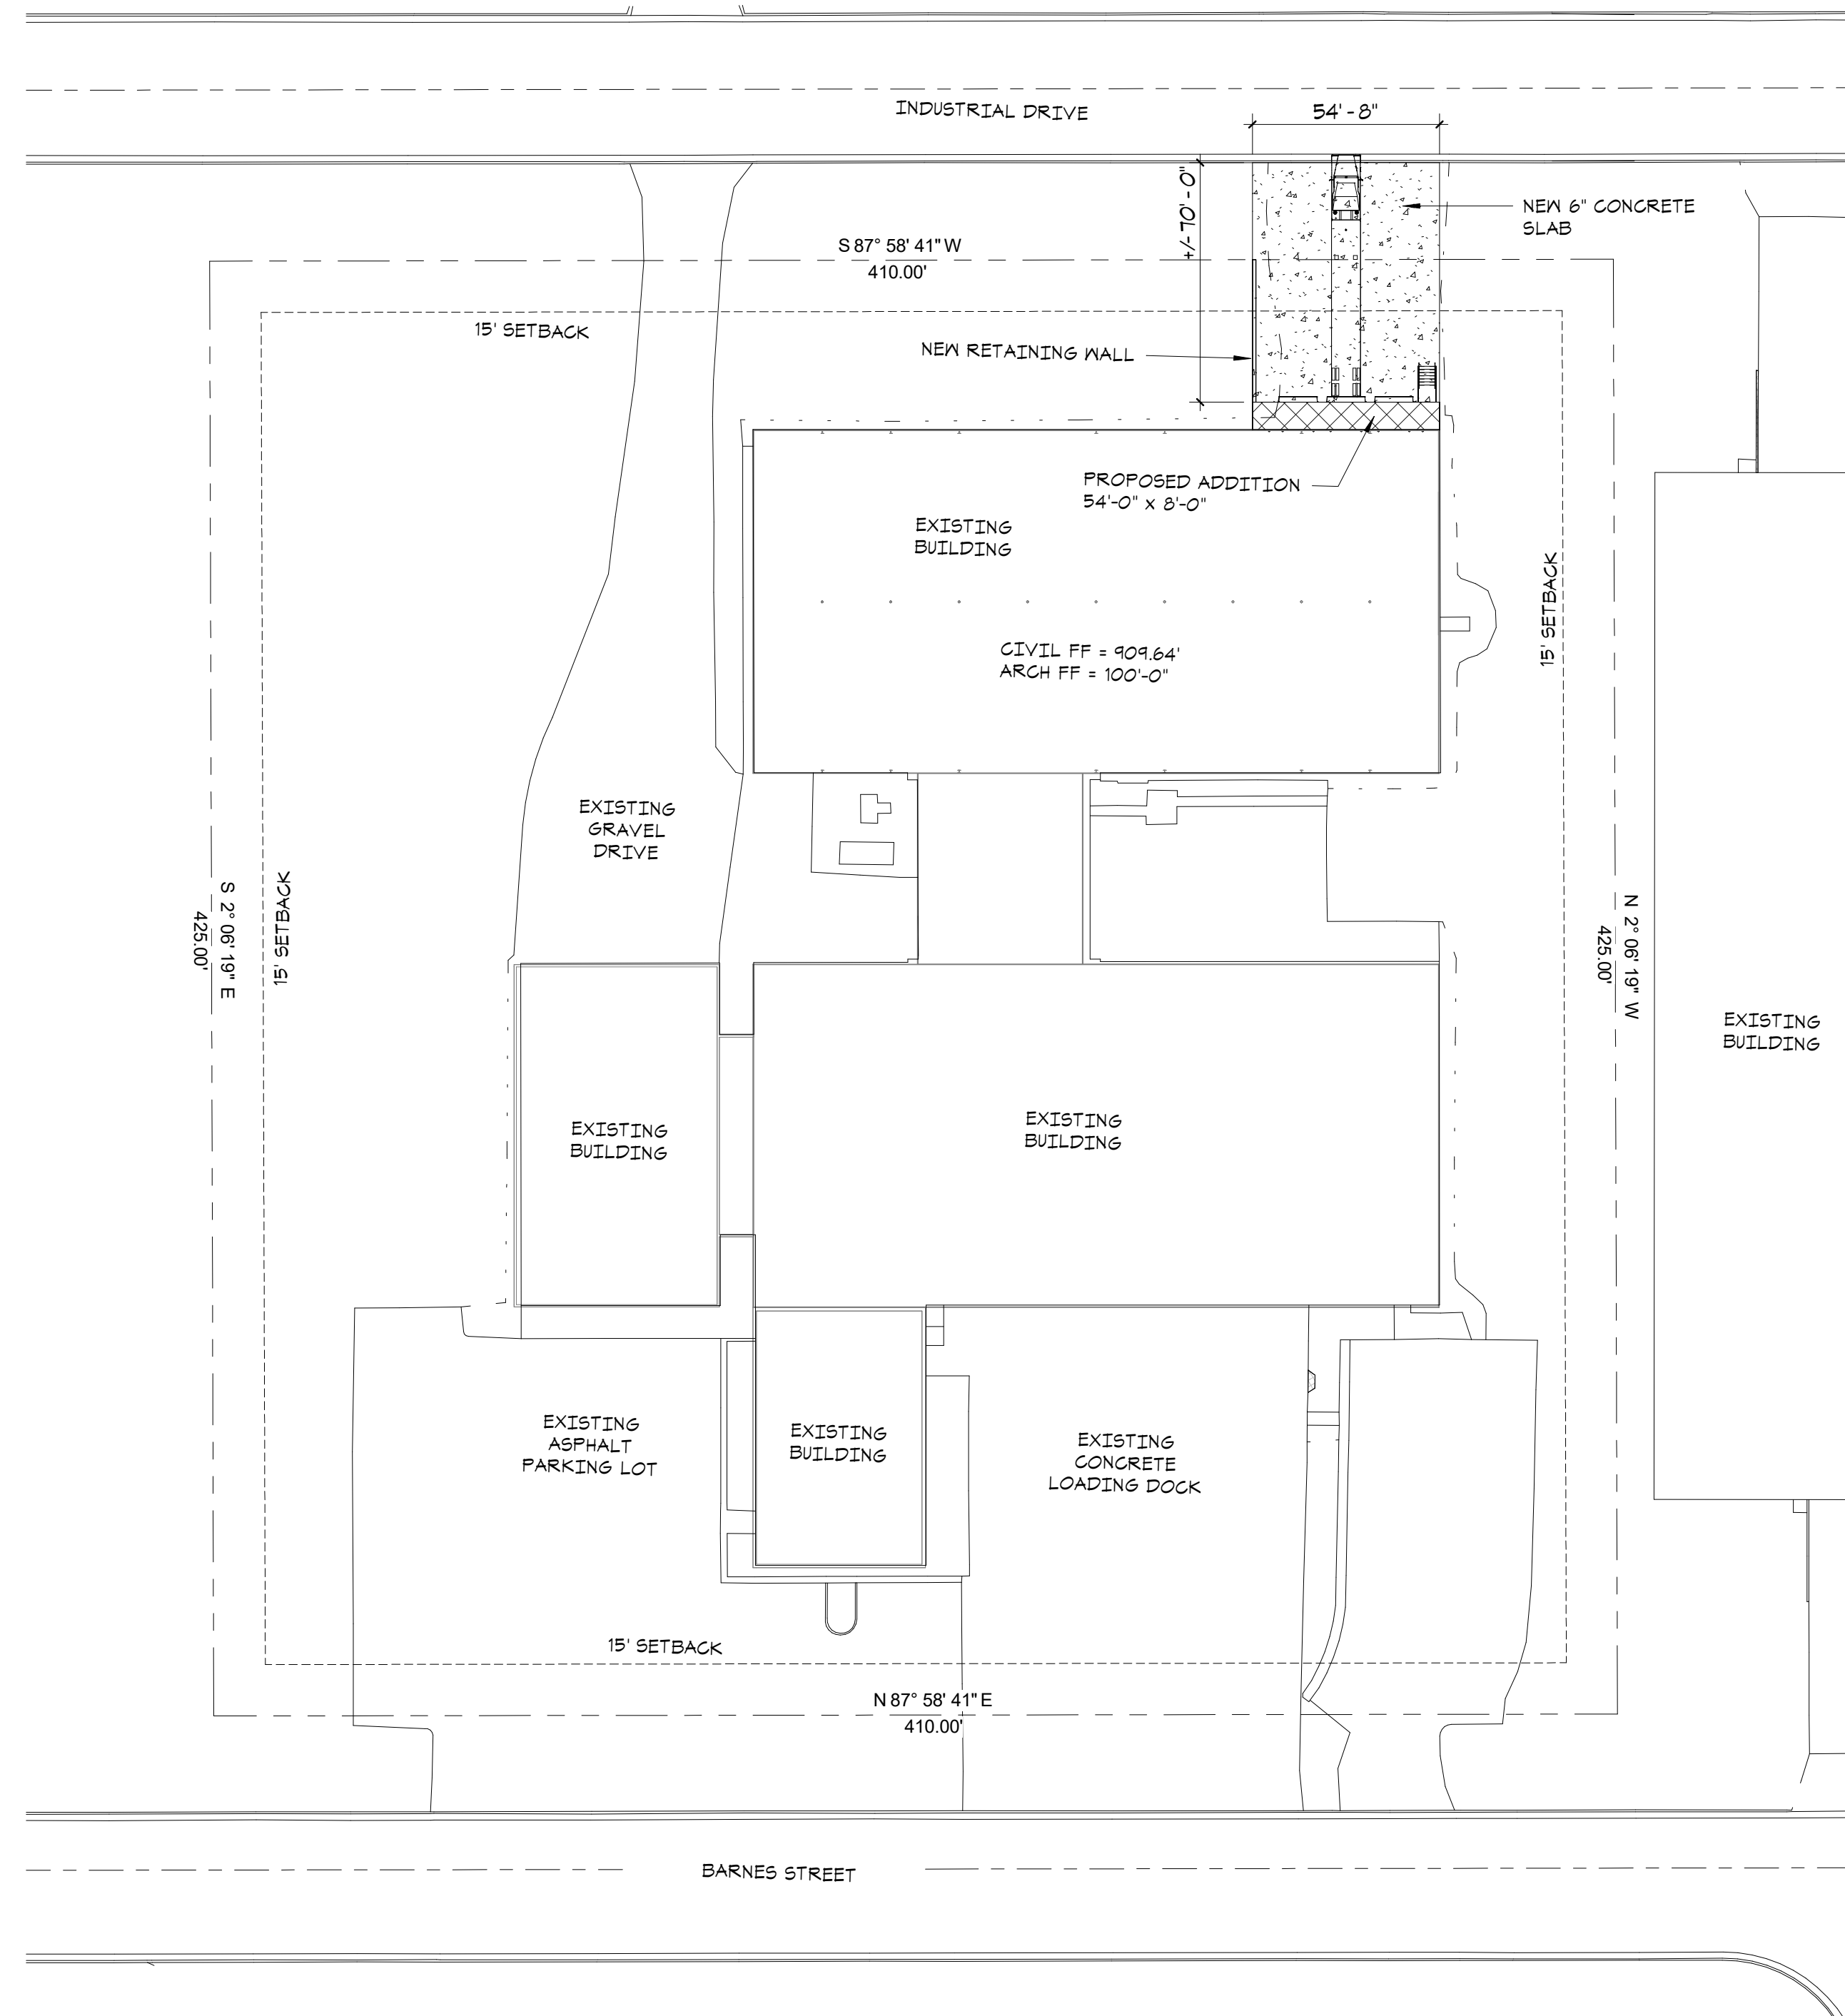 INDUSTRIAL DRIVE
54'-8"
+/-70'-0"
NEW 6" CONCRETE
SLAB
S 87° 58' 41" W
410.00'
15' SETBACK
NEW RETAINING WALL
PROPOSED ADDITION
54'-0" x 8'-0"
EXISTING
BUILDING
15' SETBACK
CIVIL FF = 909.64'
ARCH FF = 100'-0"
EXISTING
GRAVEL
DRIVE
S 2° 06' 19" E
425.00'
15' SETBACK
N 2° 06' 19" W
425.00'
EXISTING
BUILDING
EXISTING
BUILDING
EXISTING
BUILDING
EXISTING
ASPHALT
PARKING LOT
EXISTING
BUILDING
EXISTING
CONCRETE
LOADING DOCK
15' SETBACK
N 87° 58' 41" E
410.00'
BARNES STREET